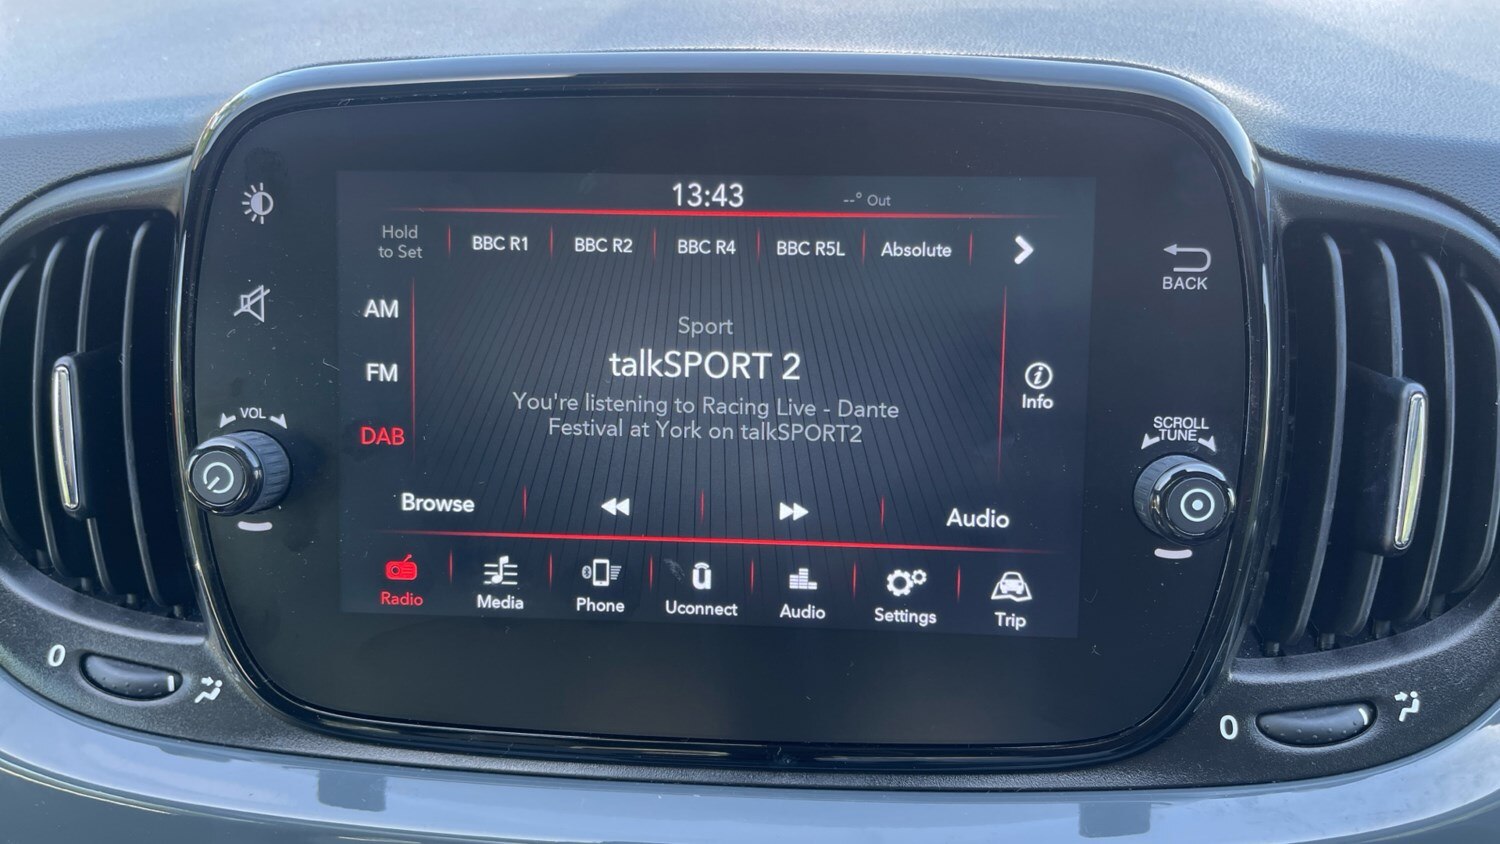 13:43
--° Out
Hold
to Set
BBC R1
BBC R2
BBC R4
BBC R5L
Absolute
BACK
AM
FM
DAB
Sport
talkSPORT 2
You're listening to Racing Live - Dante
Festival at York on talkSPORT2
Info
VOL
SCROLL
TUNE
Browse
Audio
Radio
Media
Phone
Uconnect
Audio
Settings
Trip
0
0